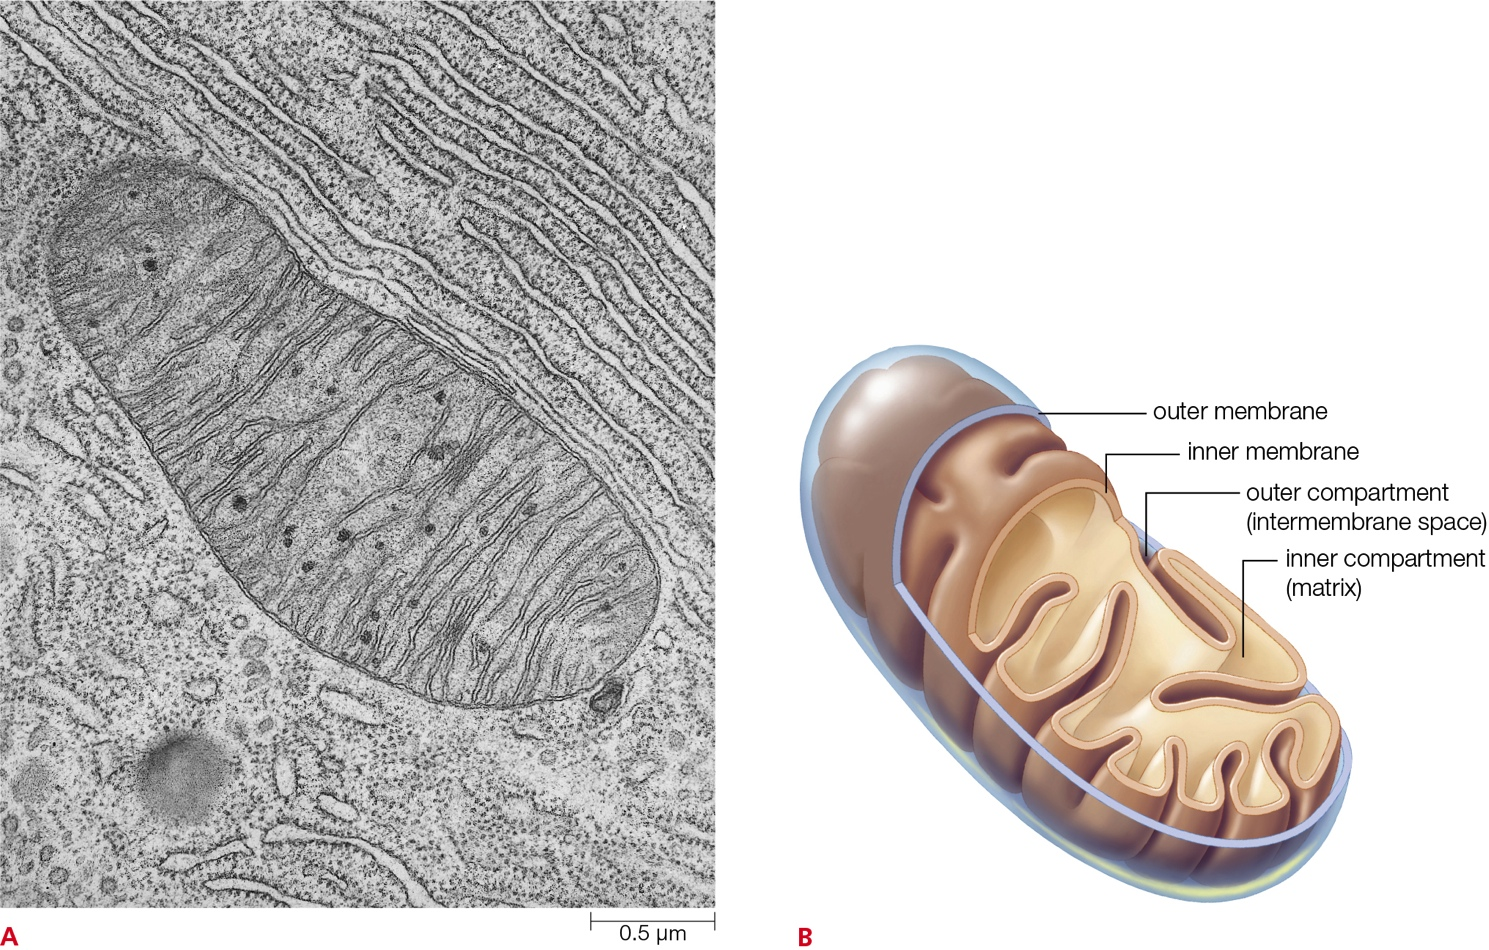 outer membrane
inner membrane
outer compartment
(intermembrane space)
inner compartment
(matrix)
0.5 µm
A
B